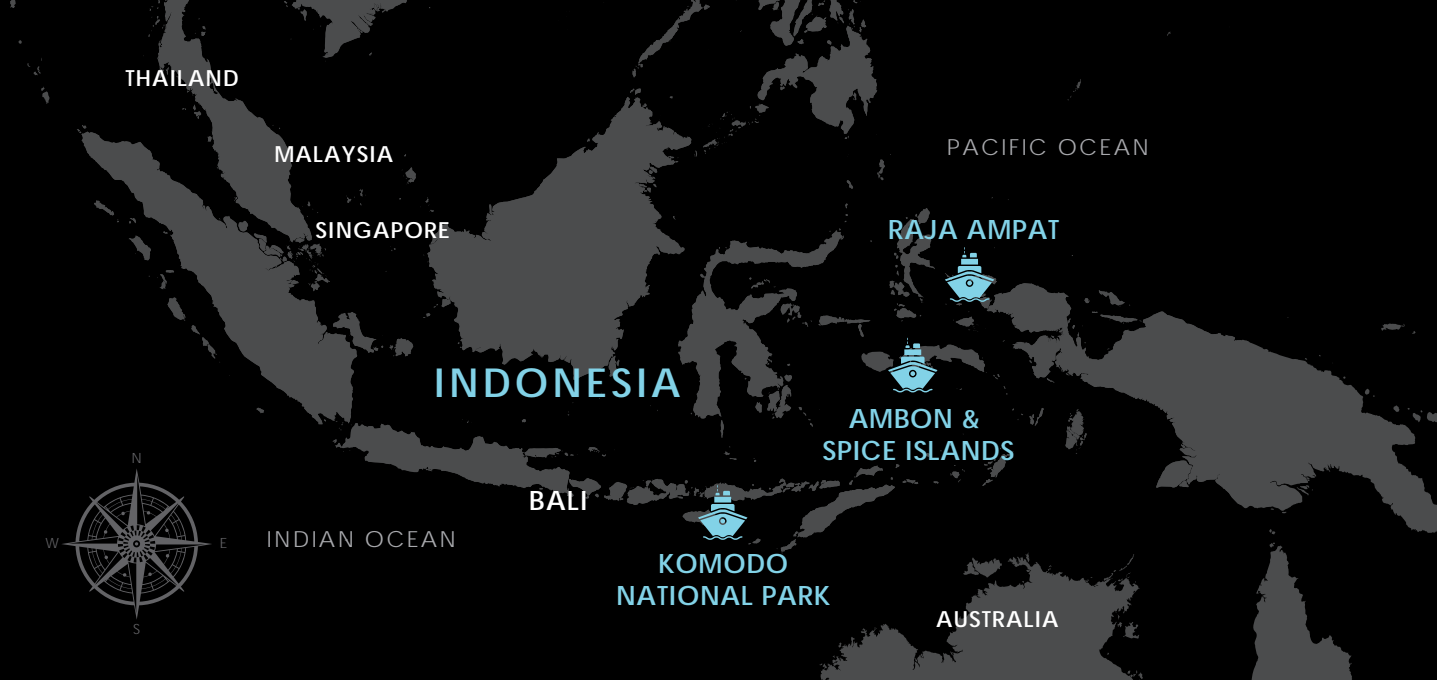 THAILAND
MALAYSIA
PACIFIC OCEAN
SINGAPORE
RAJA AMPAT
INDONESIA
AMBON &
SPICE ISLANDS
N
W
E
S
BALI
INDIAN OCEAN
KOMODO
NATIONAL PARK
AUSTRALIA